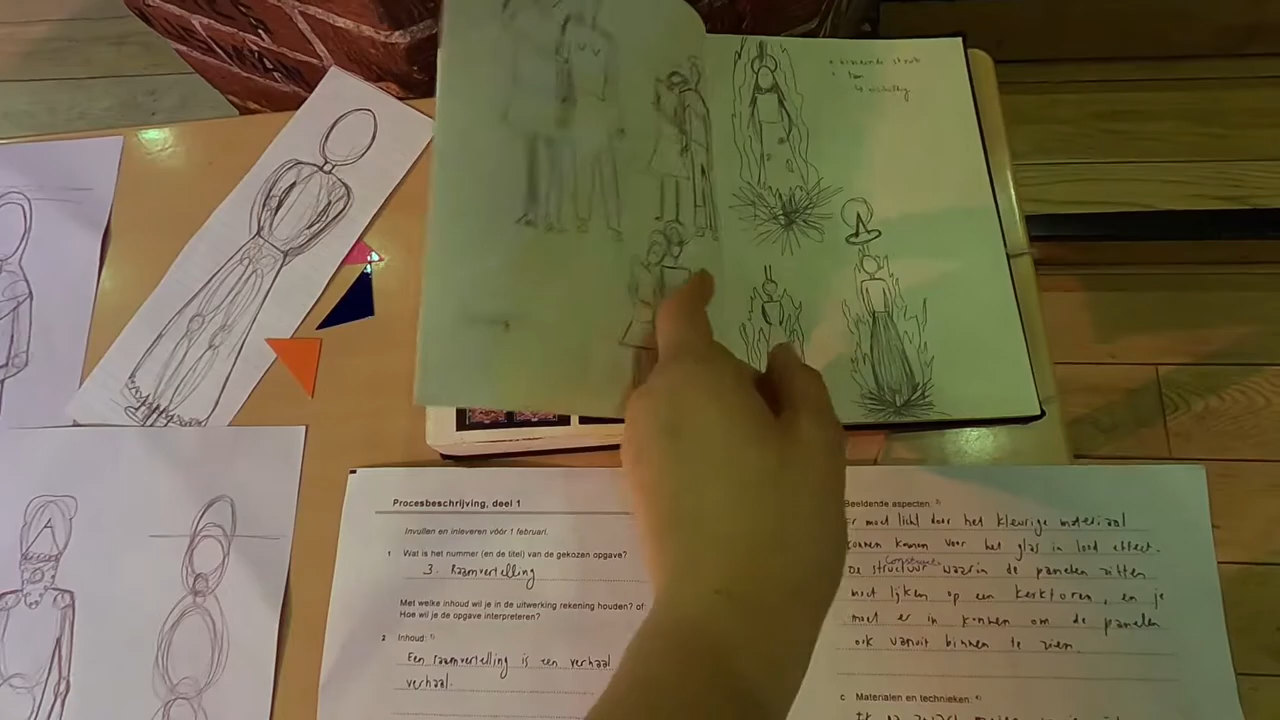 Procesbeschrijving, deel 1
Invullen en inleveren vóór 1 februari.
1 Wat is het nummer (en de titel) van de gekozen opgave?
3. Raamvertelling
Met welke inhoud wil je in de uitwerking rekening houden? of
Hoe wil je de opgave interpreteren?
2 Inhoud: 1)
Een raamvertelling is een verhaal
verhaal.
Beeldende aspecten: 2)
Er moet licht door het kleurige materiaal
kunnen komen voor het glas in lood effect.
De structuur waarin de panelen zitten
Constructie
moet lijken op een kerktoren, en je
moet er in kunnen om de panelen
ook vanuit binnen te zien.
c Materialen en technieken: 4)